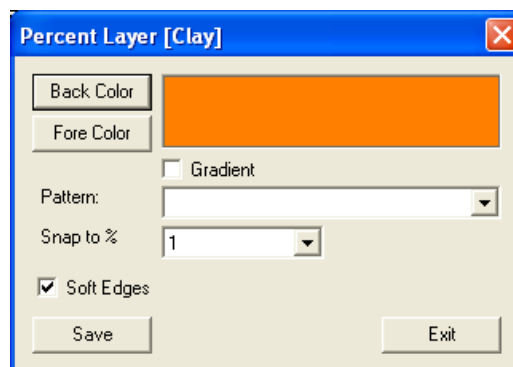 Percent Layer [Clay]
Back Color
Fore Color
Gradient
Pattern:
Snap to % 1
Soft Edges
Save Exit